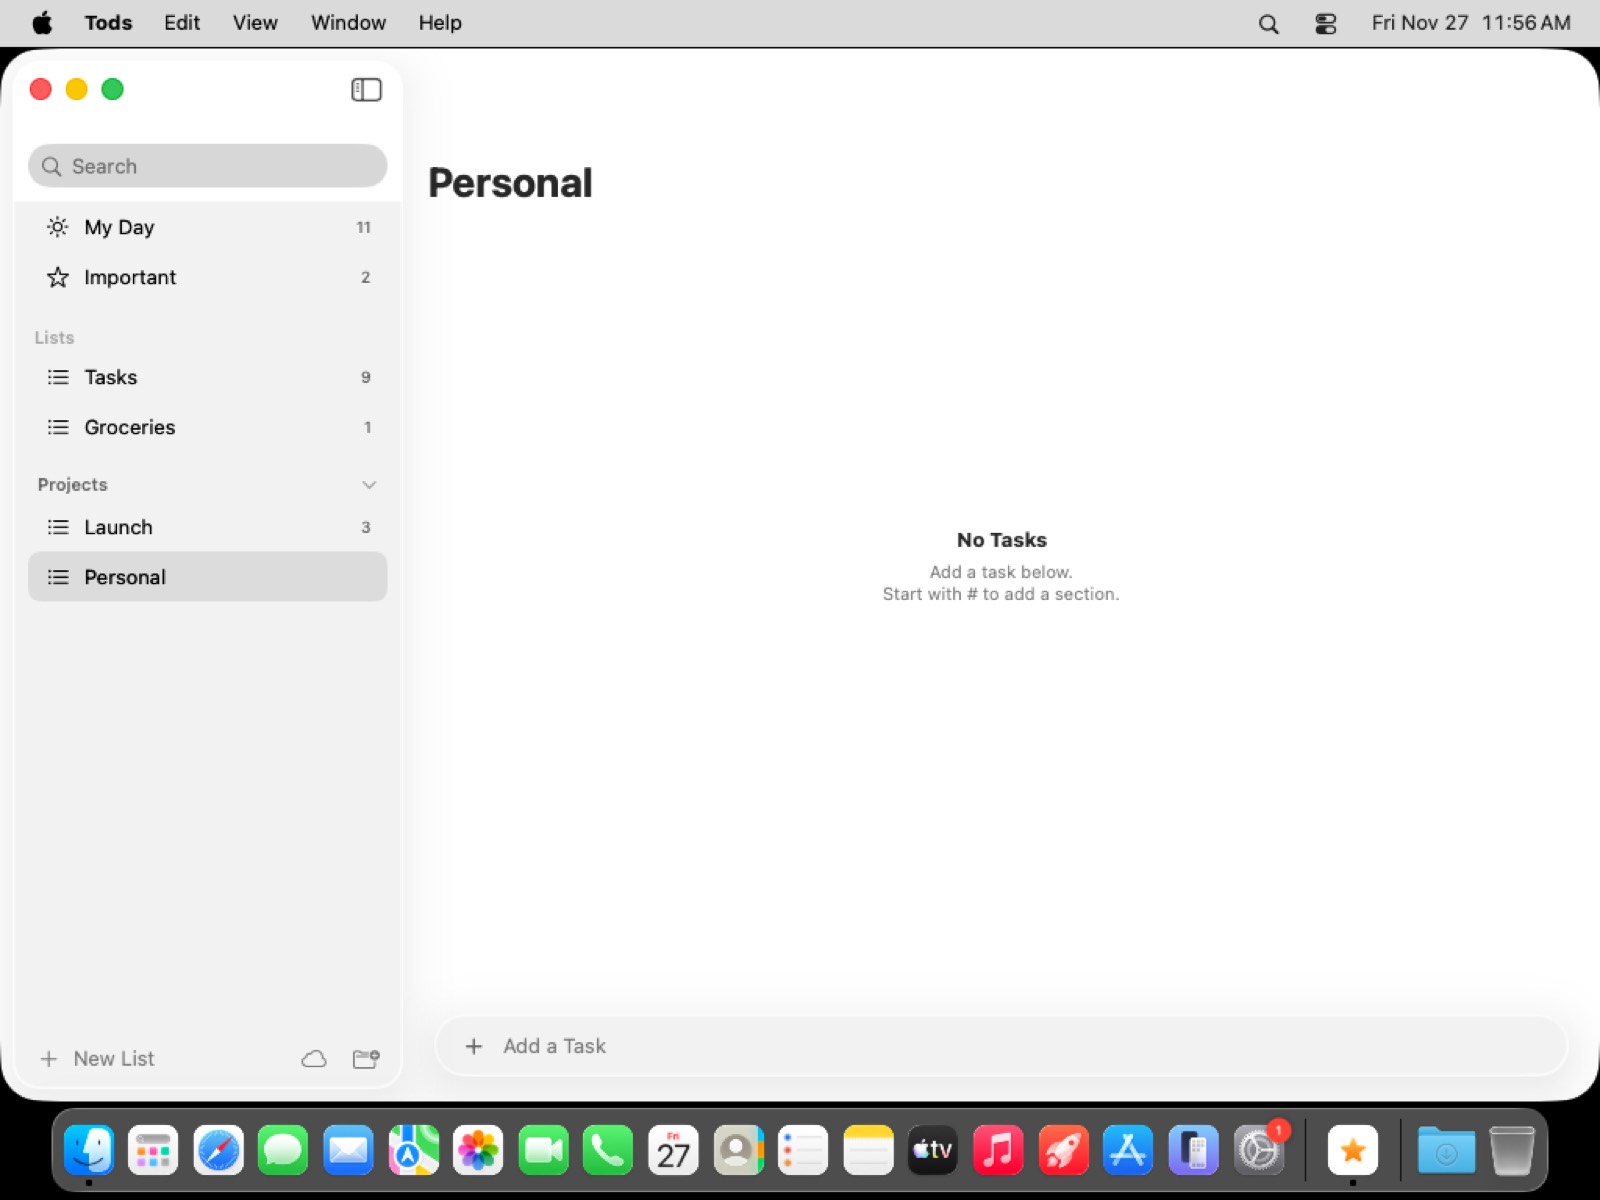 Tods Edit View Window Help Fri Nov 27 11:56 AM
Search
Personal
My Day 11
Important 2
Lists
Tasks 9
Groceries 1
Projects
Launch 3
Personal
No Tasks
Add a task below.
Start with # to add a section.
New List
Add a Task
Fri
27
tv
1